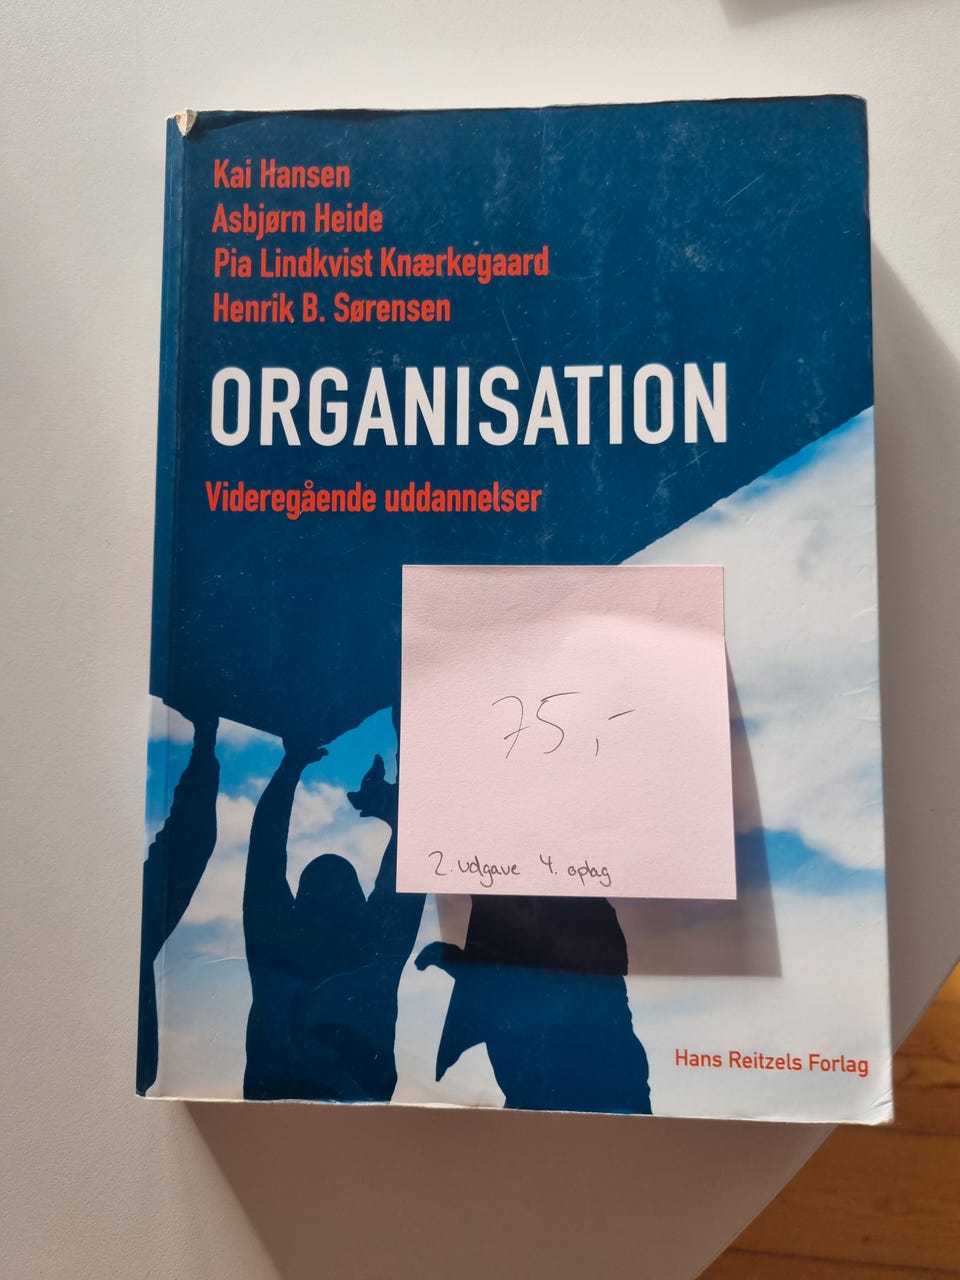 Kai Hansen
Asbjørn Heide
Pia Lindkvist Knærkegaard
Henrik B. Sørensen
ORGANISATION
Videregående uddannelser
75,-
2. udgave 4. oplag
Hans Reitzels Forlag